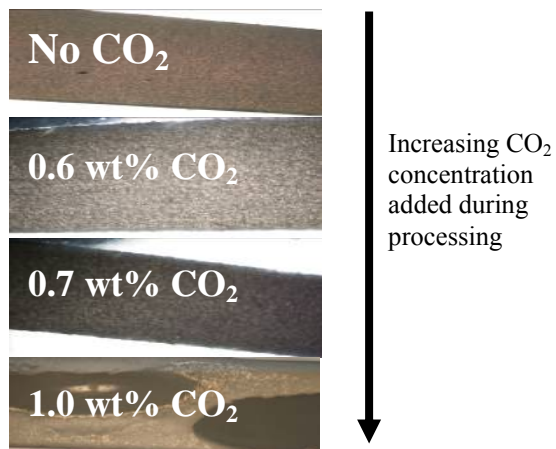 No CO₂
0.6 wt% CO₂
0.7 wt% CO₂
1.0 wt% CO₂
Increasing CO₂
concentration
added during
processing